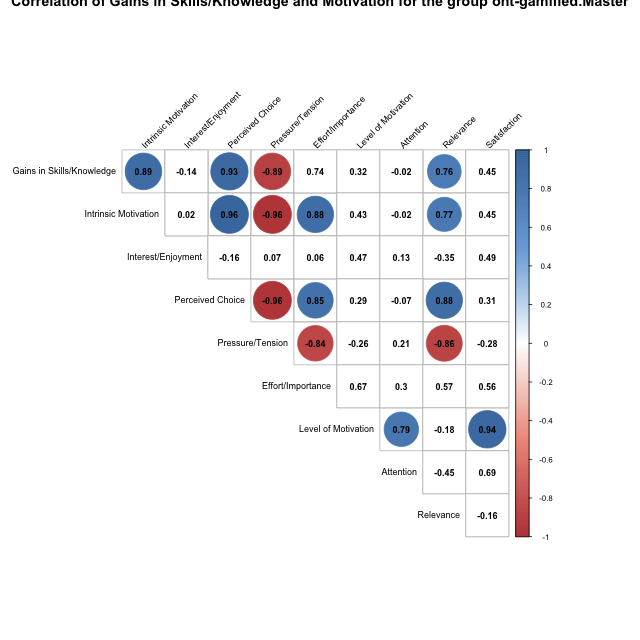 Correlation of Gains in Skills/Knowledge and Motivation for the group ont-gamified.Master
Intrinsic Motivation
Interest/Enjoyment
Perceived Choice
Pressure/Tension
Effort/Importance
Level of Motivation
Attention
Relevance
Satisfaction
Gains in Skills/Knowledge 0.89 -0.14 0.93 -0.89 0.74 0.32 -0.02 0.76 0.45
Intrinsic Motivation 0.02 0.96 -0.96 0.88 0.43 -0.02 0.77 0.45
Interest/Enjoyment -0.16 0.07 0.06 0.47 0.13 -0.35 0.49
Perceived Choice -0.96 0.85 0.29 -0.07 0.88 0.31
Pressure/Tension -0.84 -0.26 0.21 -0.86 -0.28
Effort/Importance 0.67 0.3 0.57 0.56
Level of Motivation 0.79 -0.18 0.94
Attention -0.45 0.69
Relevance -0.16
1
0.8
0.6
0.4
0.2
0
-0.2
-0.4
-0.6
-0.8
-1